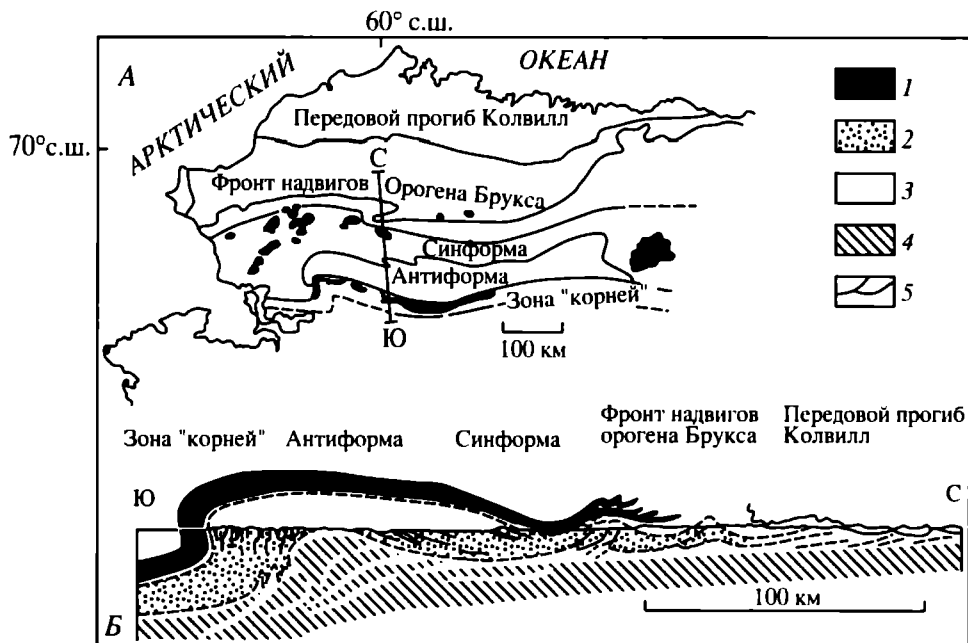 60° с.ш.
А
АРКТИЧЕСКИЙ
ОКЕАН
70°с.ш.
Передовой прогиб Колвилл
С
Фронт надвигов
Орогена Брукса
Синформа
Антиформа
Зона "корней"
Ю
100 км
1
2
3
4
5
Зона "корней"
Антиформа
Синформа
Фронт надвигов
орогена Брукса
Передовой прогиб
Колвилл
Ю
С
Б
100 км